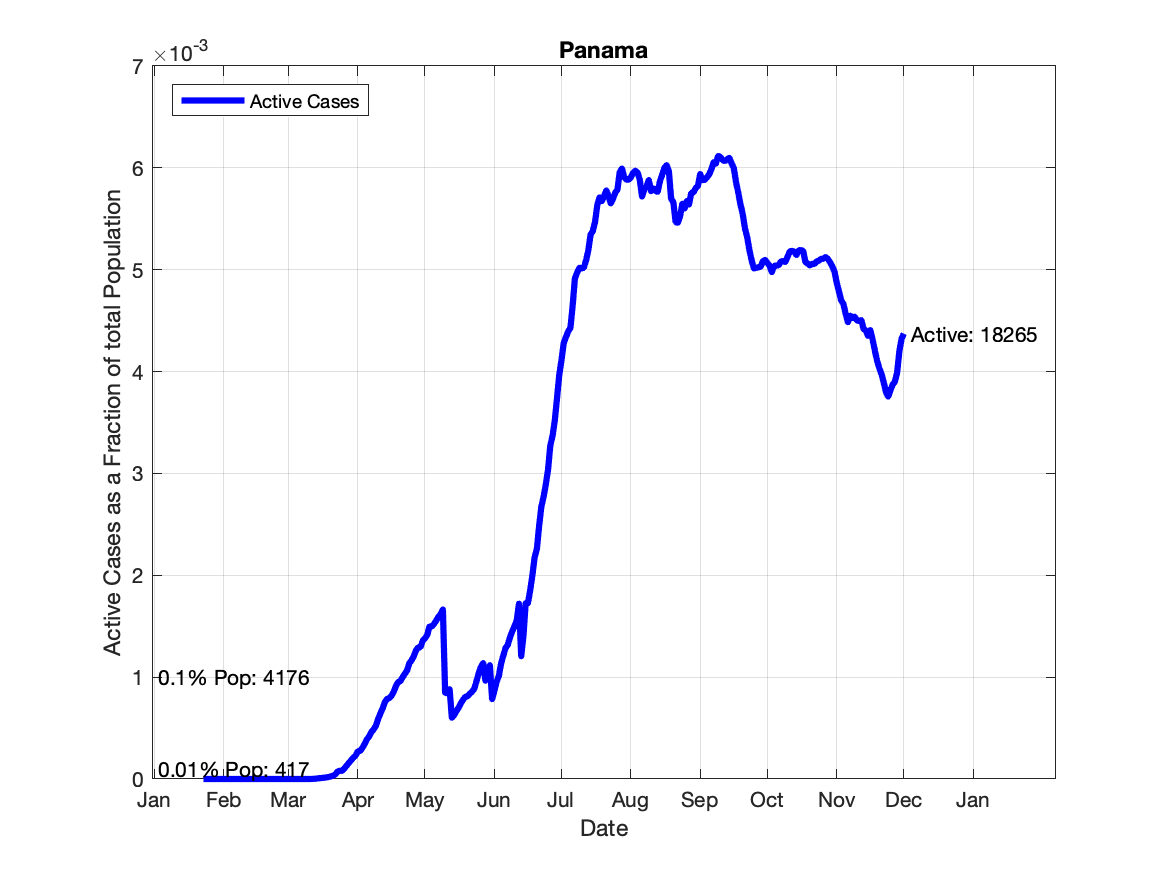 Panama
×10-3
7
6
5
4
3
2
1
0
Active Cases
Active: 18265
0.1% Pop: 4176
0.01% Pop: 417
Jan Feb Mar Apr May Jun Jul Aug Sep Oct Nov Dec Jan
Date
Active Cases as a Fraction of total Population